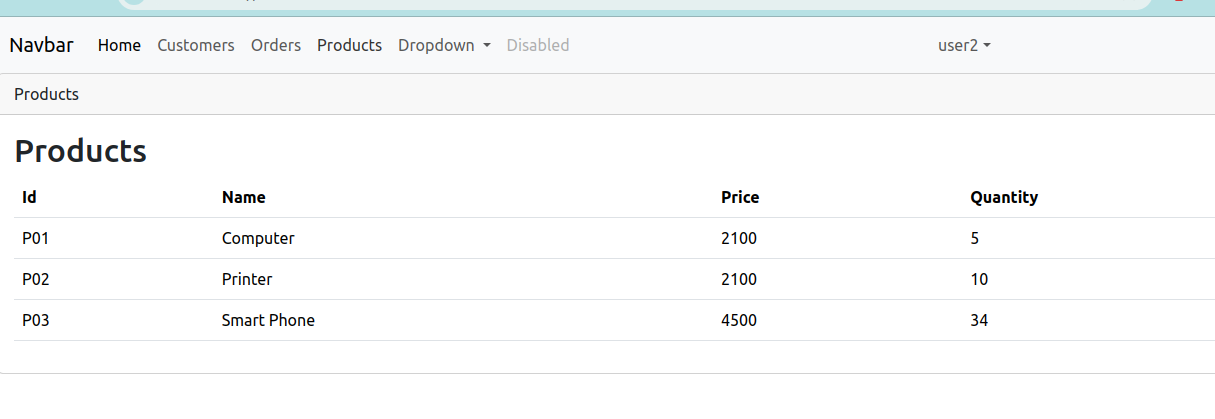 Navbar Home Customers Orders Products Dropdown Disabled user2
Products
Products
Id Name Price Quantity
P01 Computer 2100 5
P02 Printer 2100 10
P03 Smart Phone 4500 34